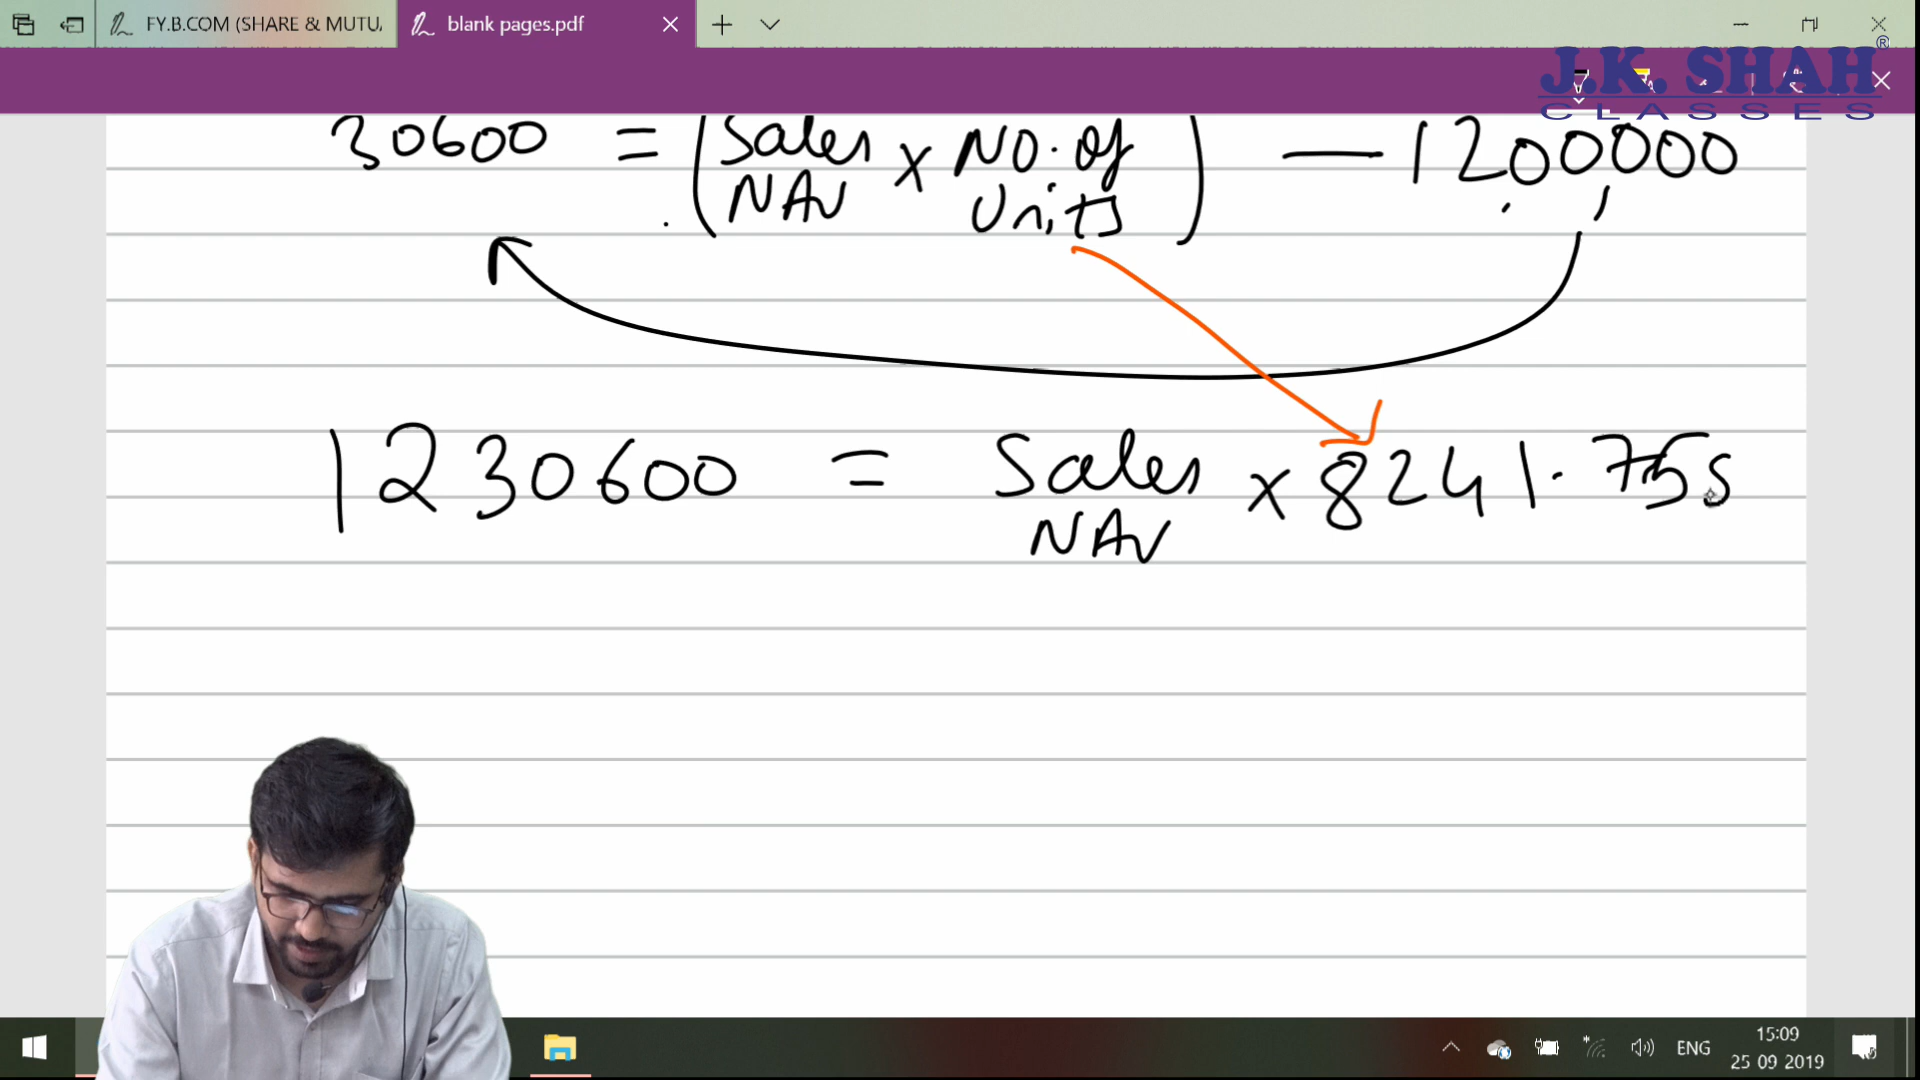 FY.B.COM (SHARE & MUTU
blank pages.pdf
J.K. SHAH®
CLASSES
30600 = (Sales NAV x No. of Units) — 1200000
1230600 = Sales NAV x 8241.755
ENG
15:09
25-09-2019